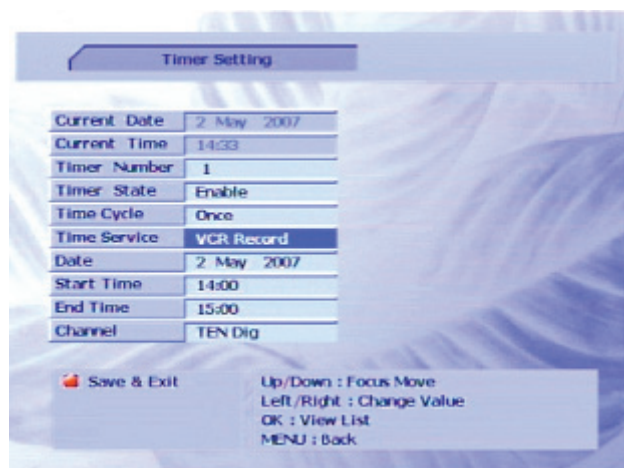 Timer Setting
Current Date 2 May 2007
Current Time 14:33
Timer Number 1
Timer State Enable
Time Cycle Once
Time Service VCR Record
Date 2 May 2007
Start Time 14:00
End Time 15:00
Channel TEN Dig
Save & Exit
Up/Down : Focus Move
Left/Right : Change Value
OK : View List
MENU : Back